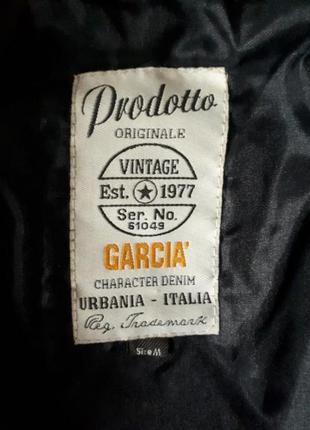 Prodotto
ORIGINALE
VINTAGE
Est. ★ 1977
Ser. No.
61049
GARCIA'
CHARACTER DENIM
URBANIA - ITALIA
Reg. Trademark
Size M